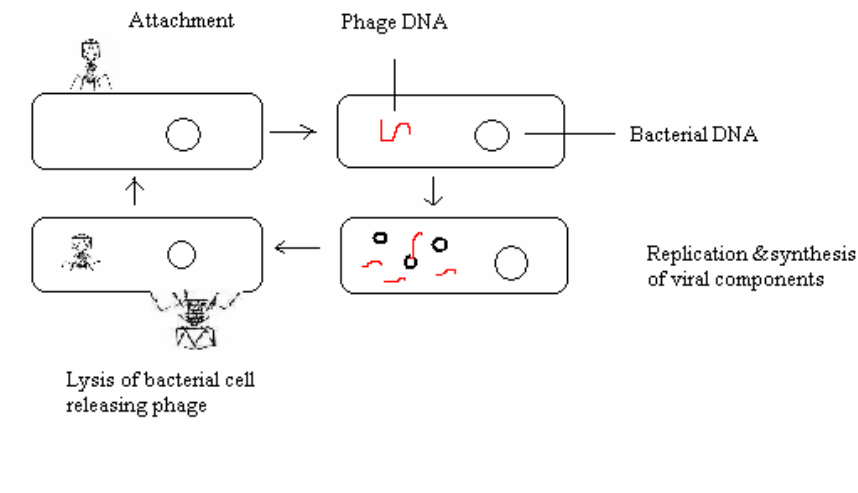 Attachment
Phage DNA
Bacterial DNA
Replication & synthesis
of viral components
Lysis of bacterial cell
releasing phage